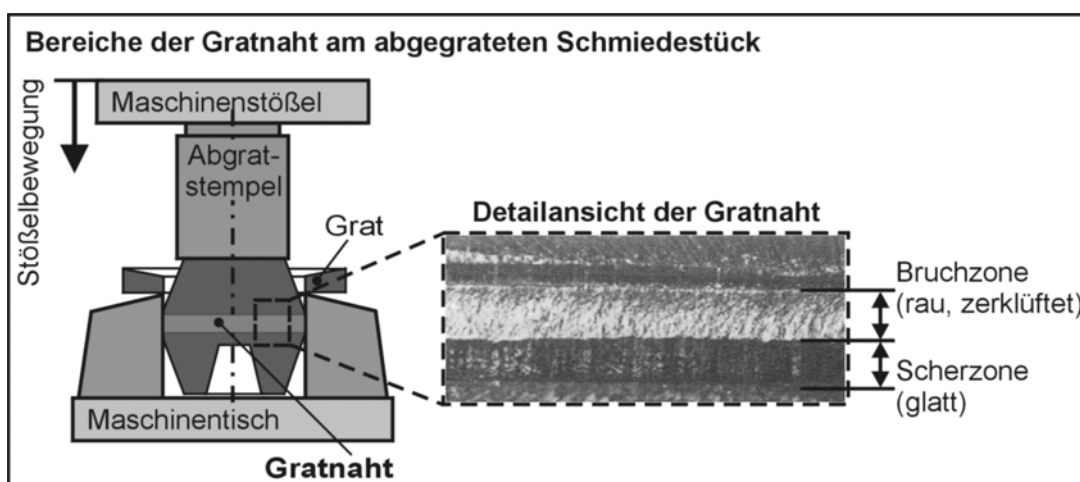 Bereiche der Gratnaht am abgegrateten Schmiedestück
Stößelbewegung
Maschinenstößel
Abgrat-
stempel
Grat
Detailansicht der Gratnaht
Bruchzone
(rau, zerklüftet)
Scherzone
(glatt)
Maschinentisch
Gratnaht